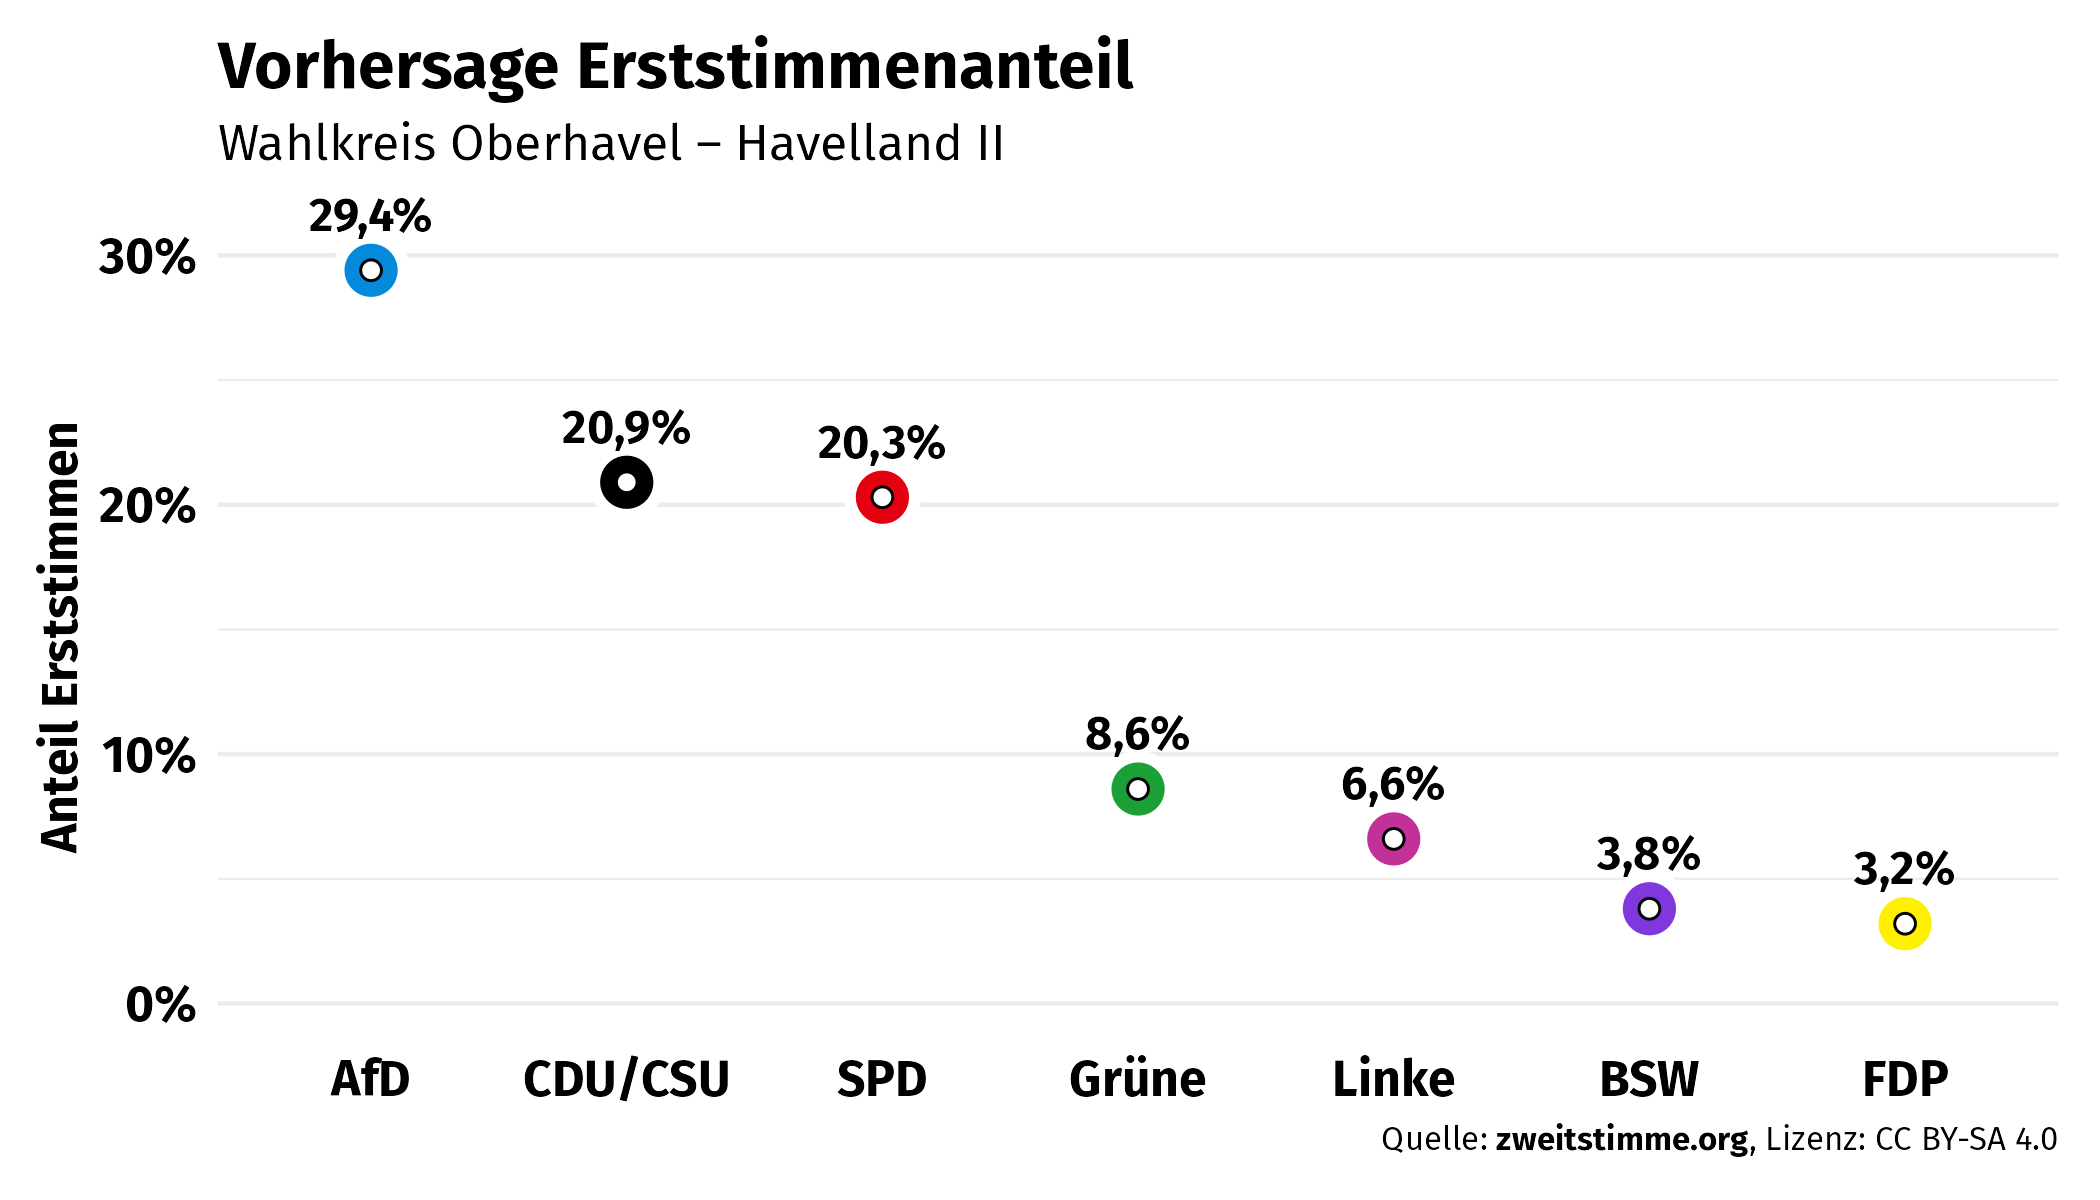 Vorhersage Erststimmenanteil
Wahlkreis Oberhavel – Havelland II
29,4%
30%
20,9%
20,3%
20%
8,6%
10%
6,6%
3,8%
3,2%
0%
Anteil Erststimmen
AfD CDU/CSU SPD Grüne Linke BSW FDP
Quelle: zweitstimme.org, Lizenz: CC BY-SA 4.0